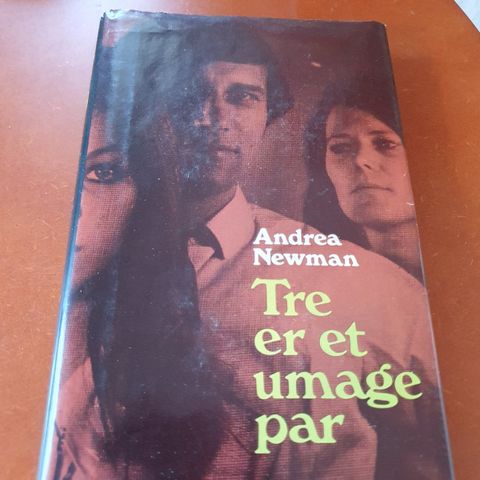 Andrea
Newman
Tre
er et
umage
par